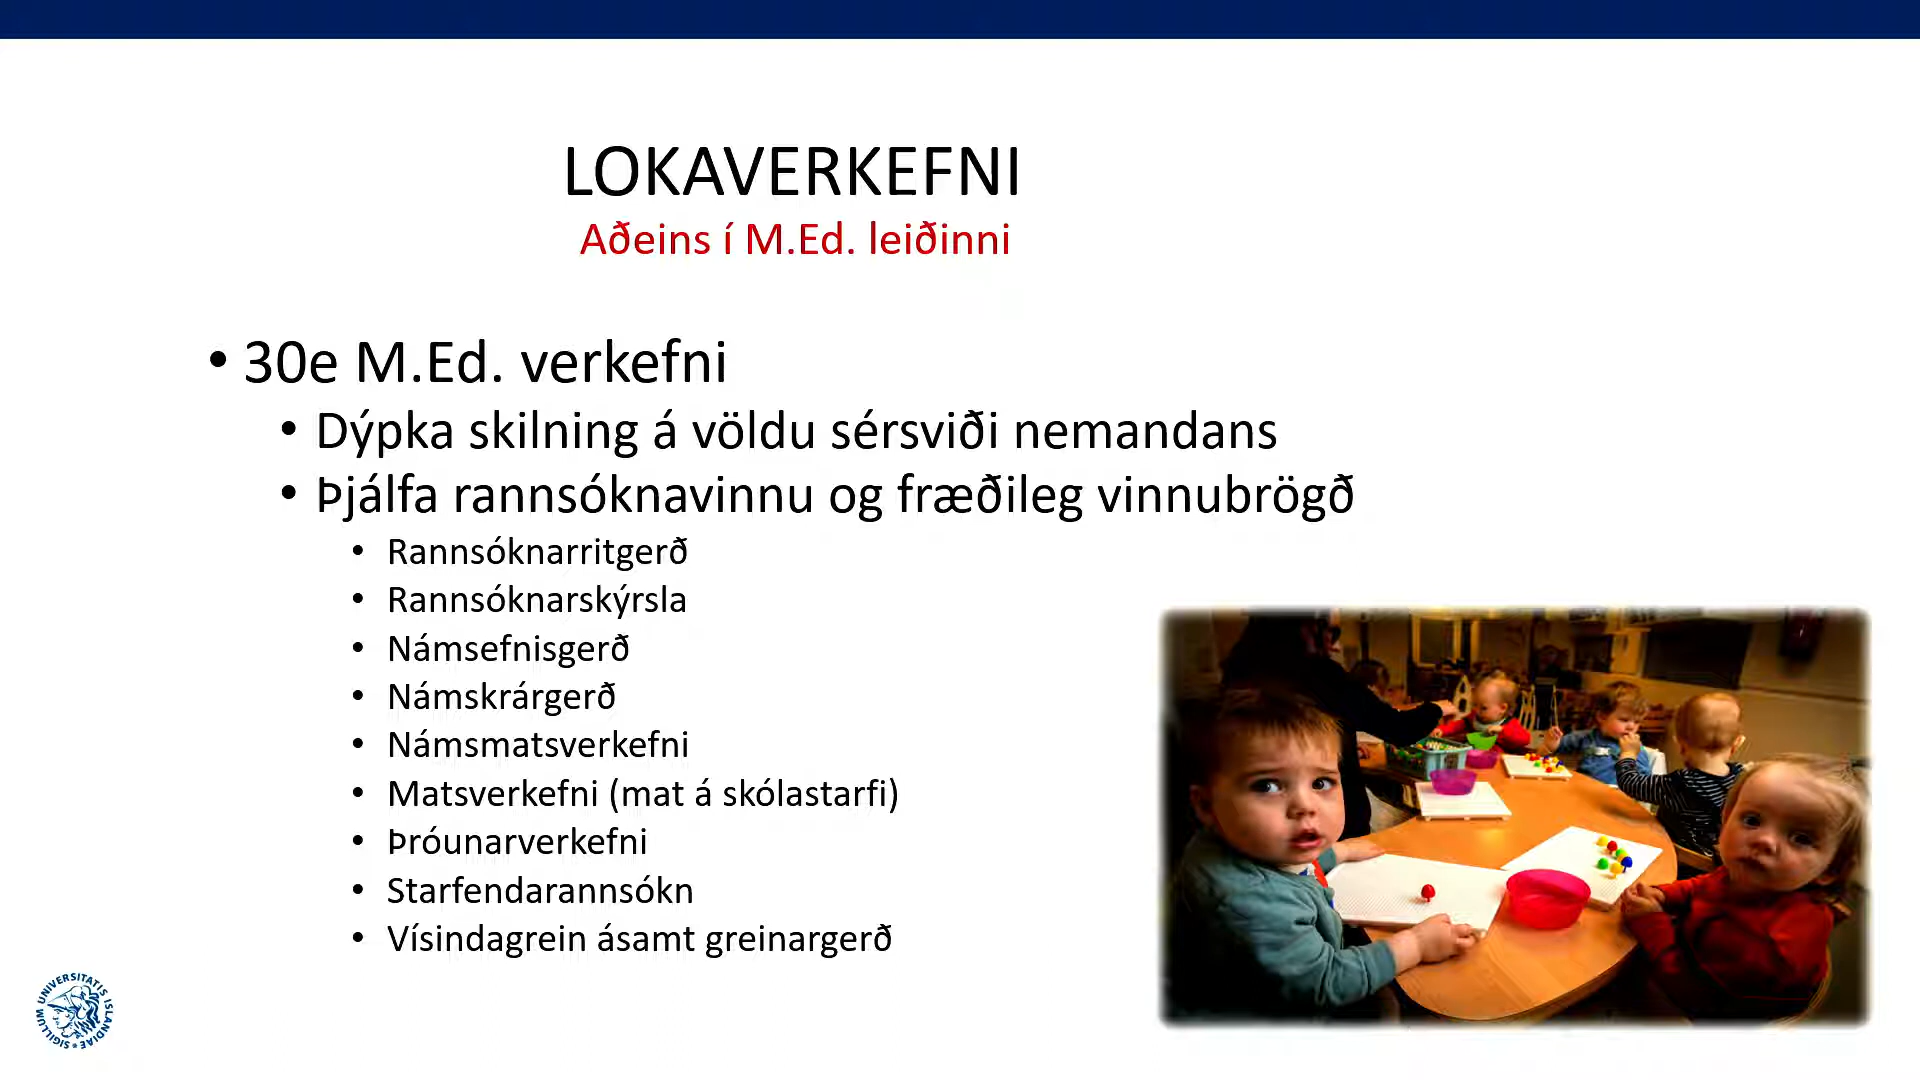 LOKAVERKEFNI
Aðeins í M.Ed. leiðinni
• 30e M.Ed. verkefni
• Dýpka skilning á völdu sérsviði nemandans
• Þjálfa rannsóknavinnu og fræðileg vinnubrögð
• Rannsóknarritgerð
• Rannsóknarskýrsla
• Námsefnisgerð
• Námskrárgerð
• Námsmatsverkefni
• Matsverkefni (mat á skólastarfi)
• Þróunarverkefni
• Starfendarannsókn
• Vísindagrein ásamt greinargerð
SIGILLUM UNIVERSITATIS ISLANDIAE